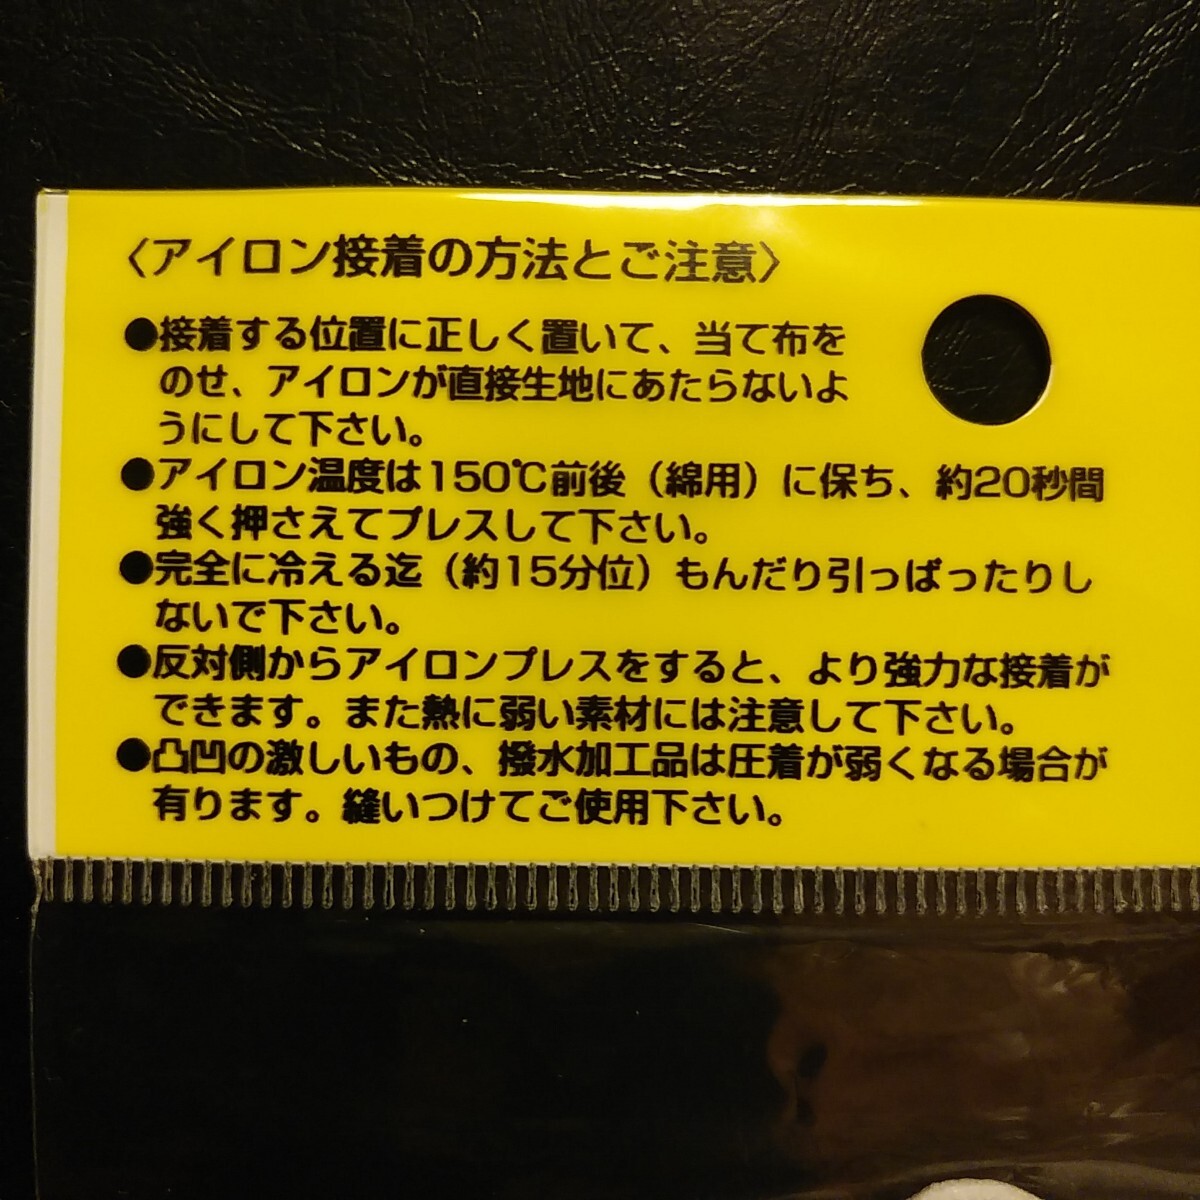 〈アイロン接着の方法とご注意〉
●接着する位置に正しく置いて、当て布を
のせ、アイロンが直接生地にあたらないよ
うにして下さい。
●アイロン温度は150℃前後（綿用）に保ち、約20秒間
強く押さえてプレスして下さい。
●完全に冷える迄（約15分位）もんだり引っぱったりし
ないで下さい。
●反対側からアイロンプレスをすると、より強力な接着が
できます。また熱に弱い素材には注意して下さい。
●凸凹の激しいもの、撥水加工品は圧着が弱くなる場合が
有ります。縫いつけてご使用下さい。